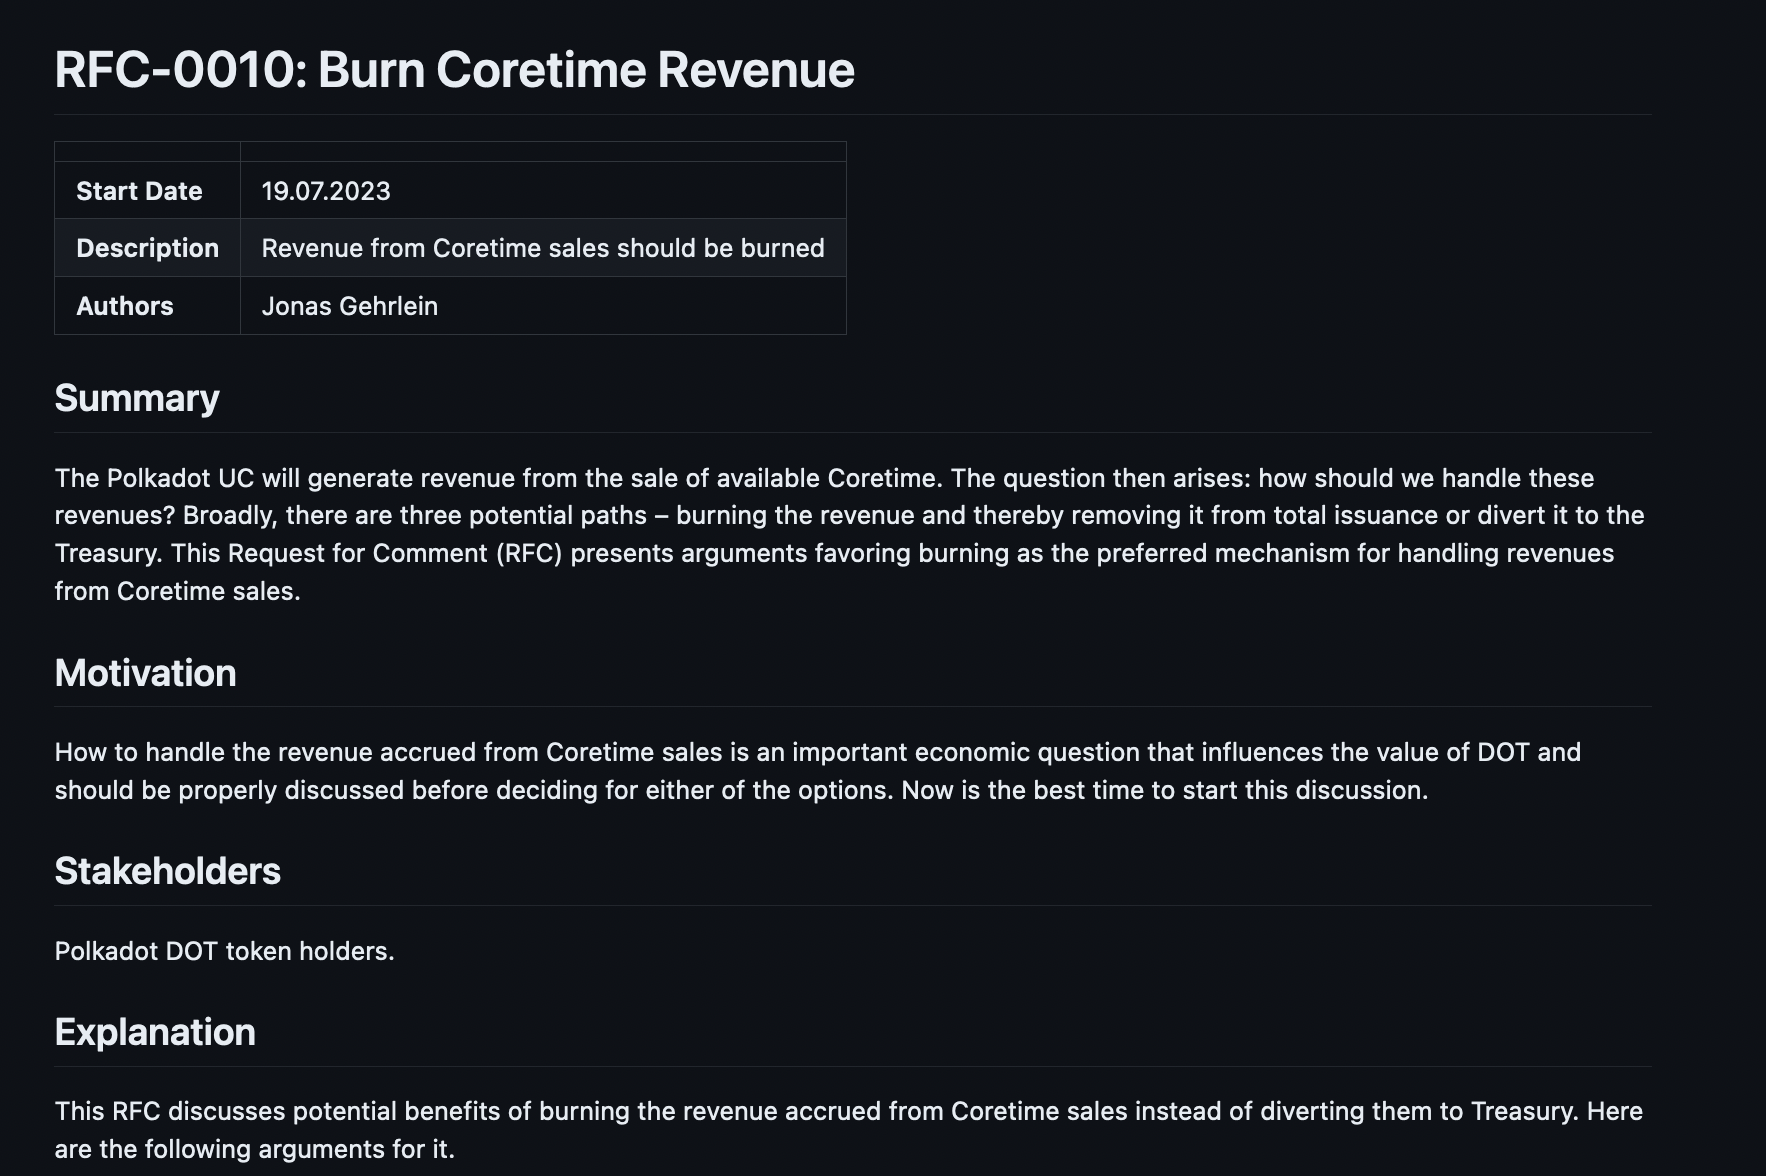 RFC-0010: Burn Coretime Revenue
Start Date 19.07.2023
Description Revenue from Coretime sales should be burned
Authors Jonas Gehrlein
Summary
The Polkadot UC will generate revenue from the sale of available Coretime. The question then arises: how should we handle these
revenues? Broadly, there are three potential paths – burning the revenue and thereby removing it from total issuance or divert it to the
Treasury. This Request for Comment (RFC) presents arguments favoring burning as the preferred mechanism for handling revenues
from Coretime sales.
Motivation
How to handle the revenue accrued from Coretime sales is an important economic question that influences the value of DOT and
should be properly discussed before deciding for either of the options. Now is the best time to start this discussion.
Stakeholders
Polkadot DOT token holders.
Explanation
This RFC discusses potential benefits of burning the revenue accrued from Coretime sales instead of diverting them to Treasury. Here
are the following arguments for it.